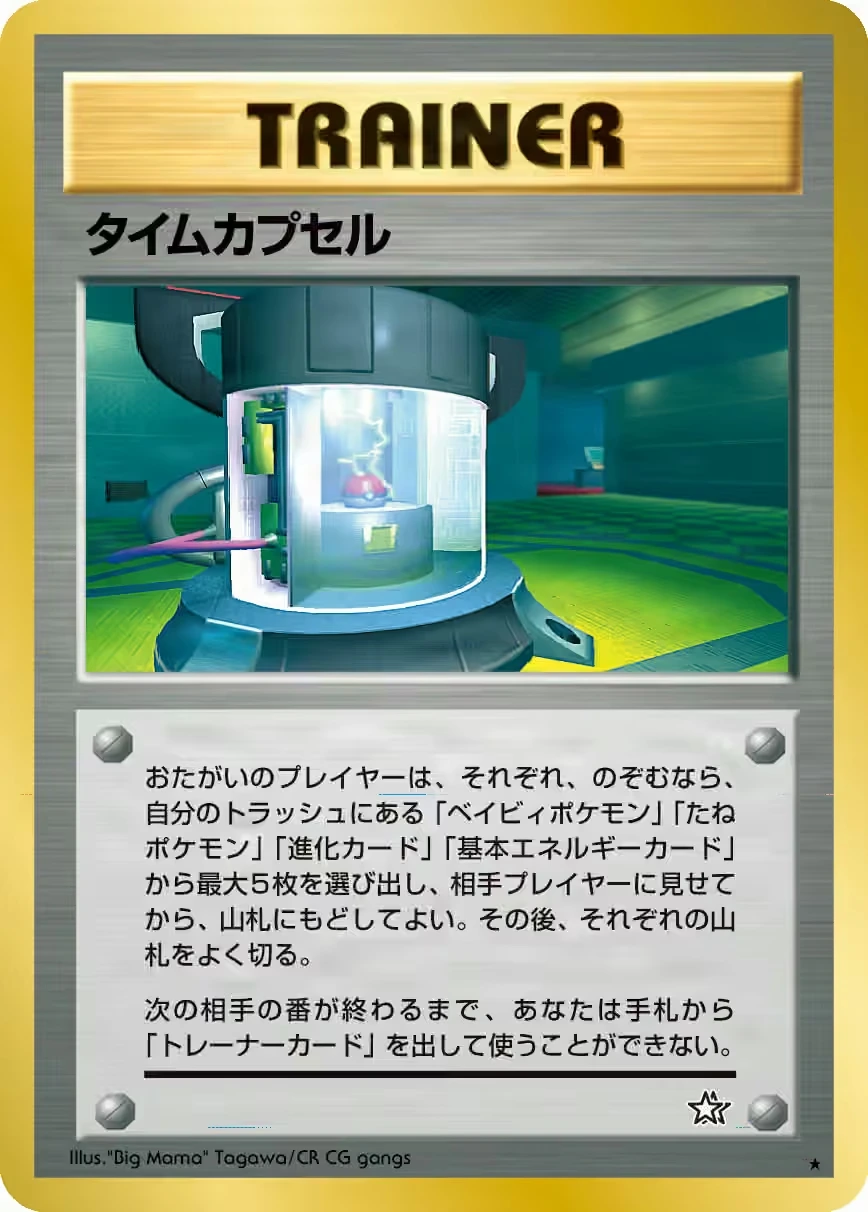 TRAINER
タイムカプセル
おたがいのプレイヤーは、それぞれ、のぞむなら、
自分のトラッシュにある「ベイビィポケモン」「たね
ポケモン」「進化カード」「基本エネルギーカード」
から最大5枚を選び出し、相手プレイヤーに見せて
から、山札にもどしてよい。その後、それぞれの山
札をよく切る。
次の相手の番が終わるまで、あなたは手札から
「トレーナーカード」を出して使うことができない。
Illus."Big Mama" Tagawa/CR CG gangs
★